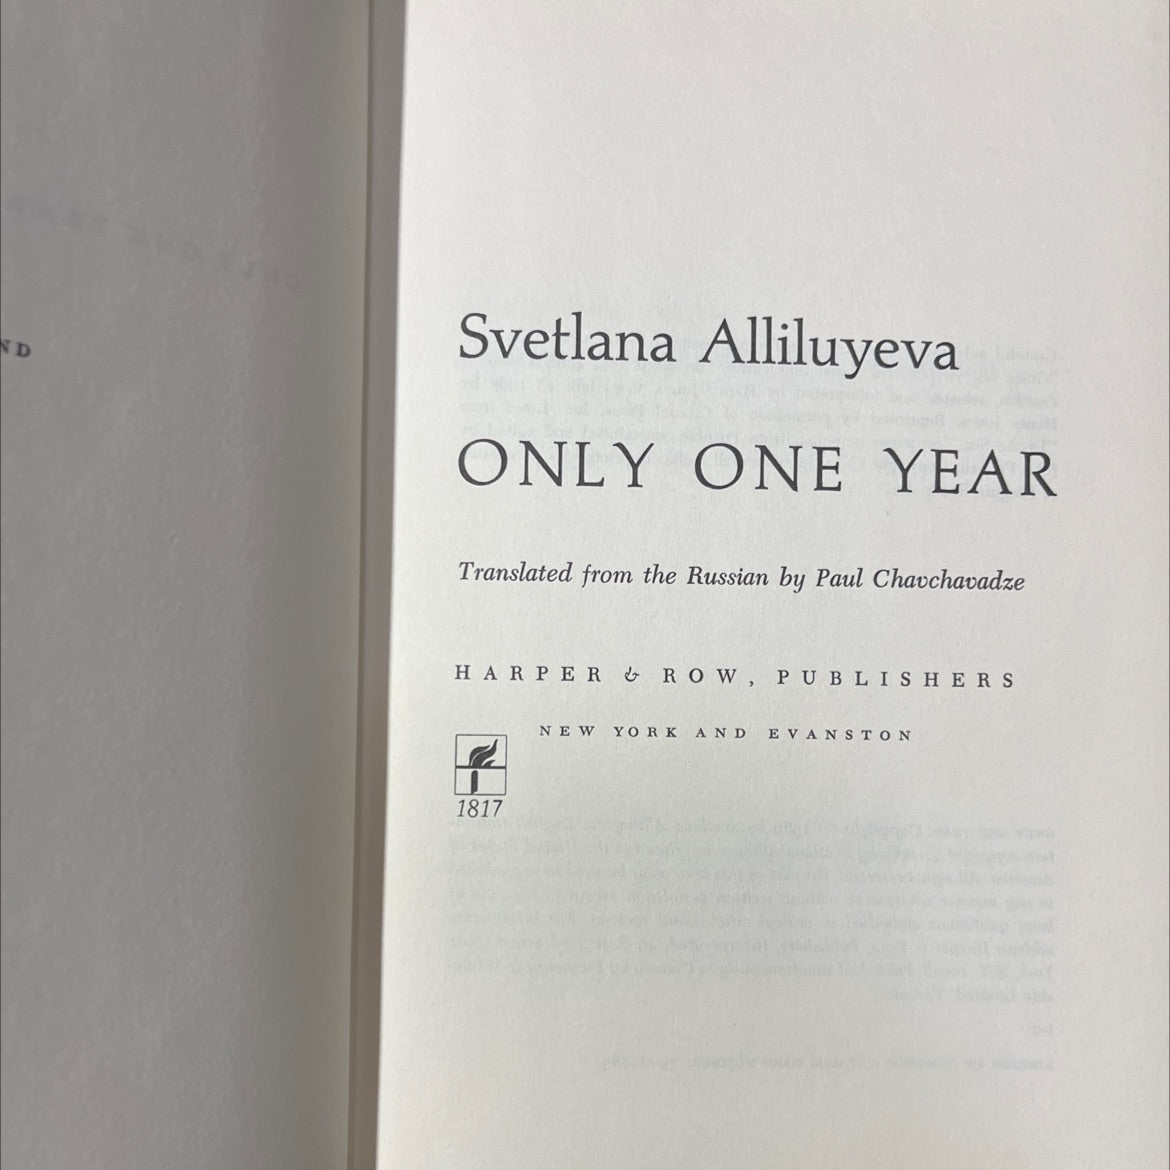 ND
Svetlana Alliluyeva
ONLY ONE YEAR
Translated from the Russian by Paul Chavchavadze
HARPER & ROW, PUBLISHERS
NEW YORK AND EVANSTON
1817